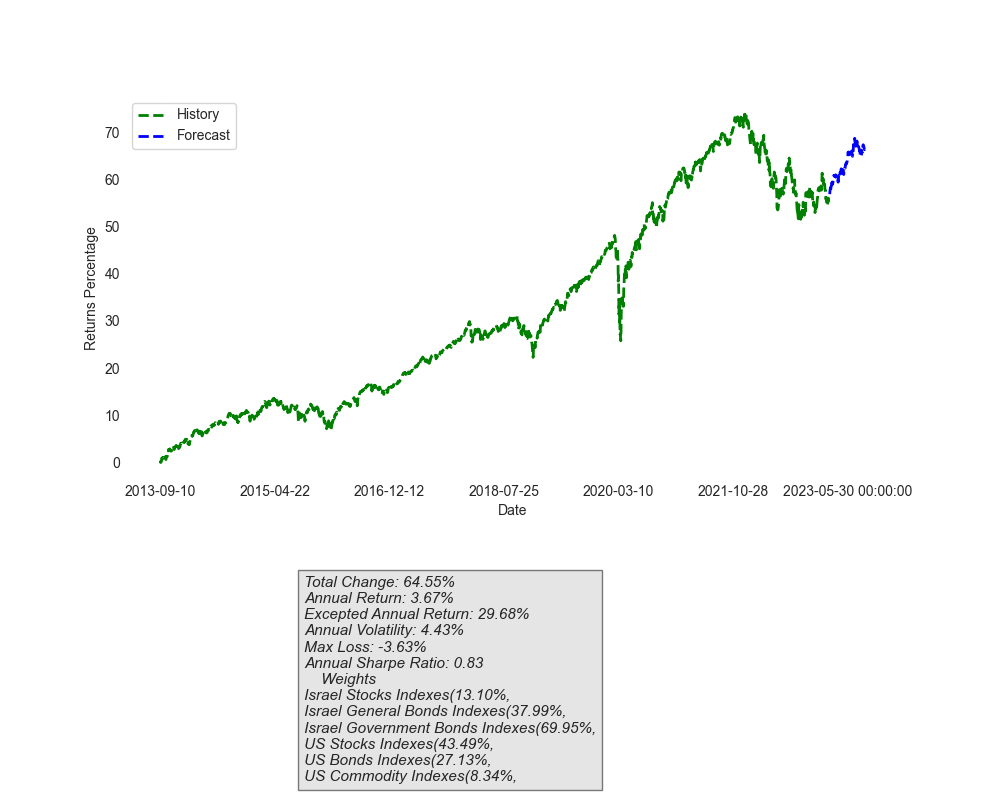 History
Forecast
70
60
50
40
30
20
10
0
Returns Percentage
2013-09-10
2015-04-22
2016-12-12
2018-07-25
2020-03-10
2021-10-28
2023-05-30 00:00:00
Date
Total Change: 64.55%
Annual Return: 3.67%
Excepted Annual Return: 29.68%
Annual Volatility: 4.43%
Max Loss: -3.63%
Annual Sharpe Ratio: 0.83
Weights
Israel Stocks Indexes(13.10%,
Israel General Bonds Indexes(37.99%,
Israel Government Bonds Indexes(69.95%,
US Stocks Indexes(43.49%,
US Bonds Indexes(27.13%,
US Commodity Indexes(8.34%,